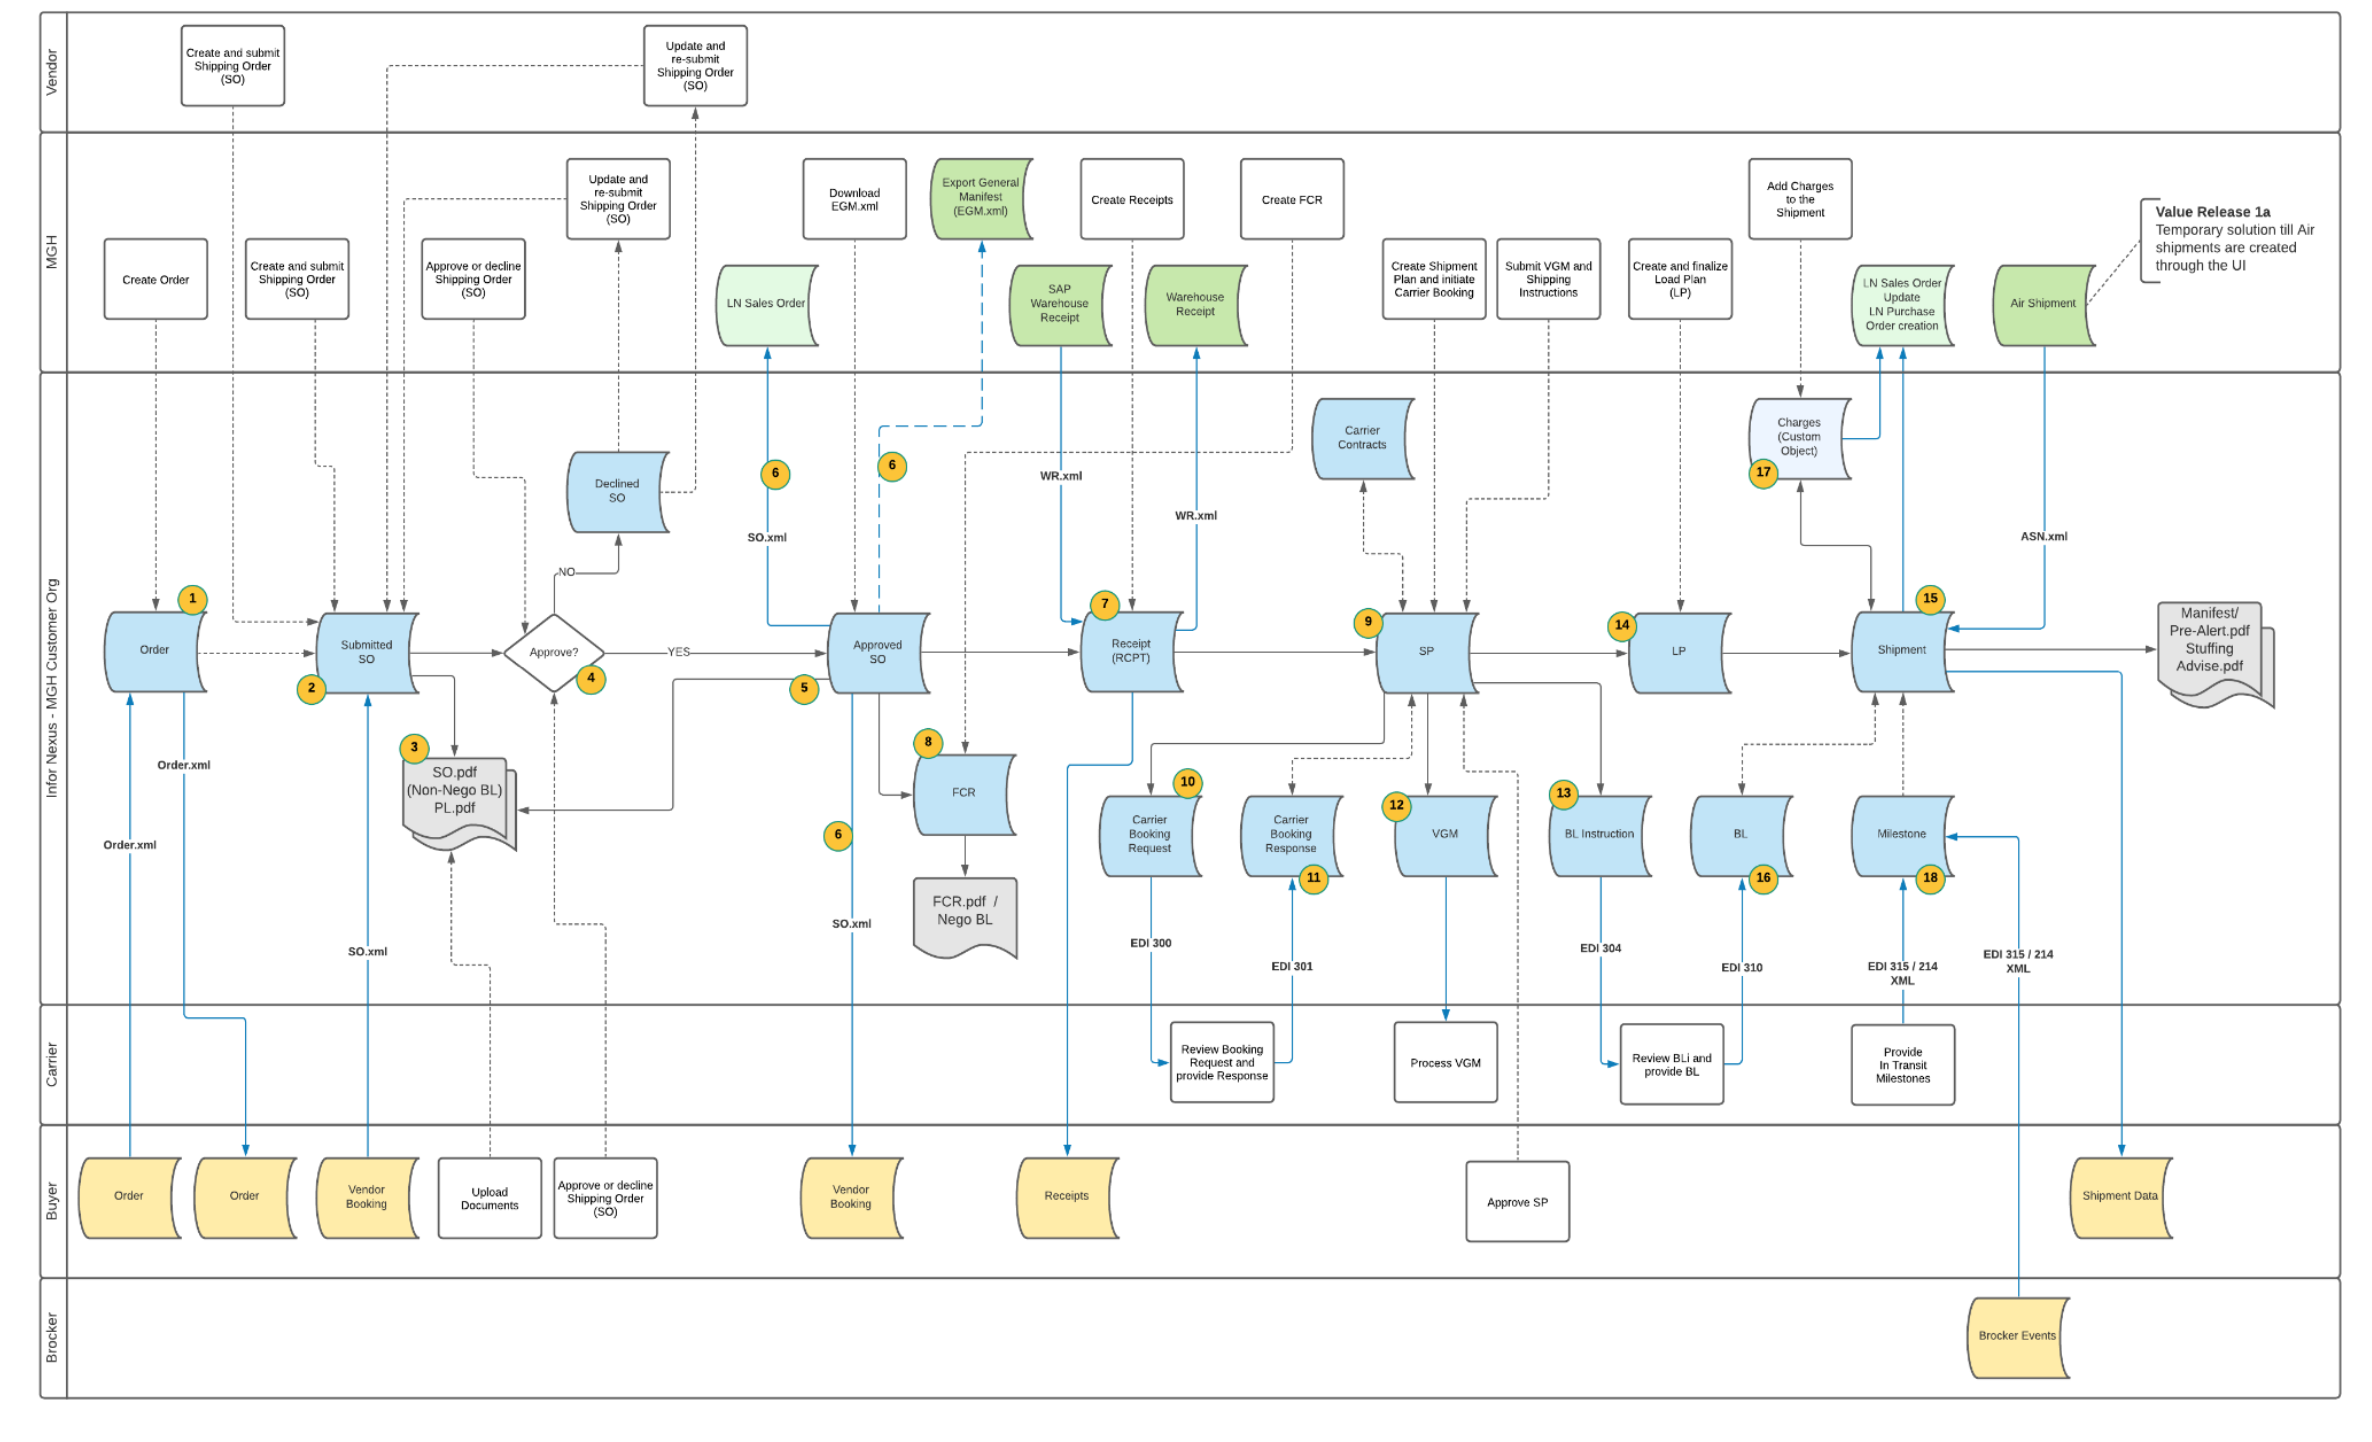 Vendor
Create and submit
Shipping Order
(SO)
Update and
re-submit
Shipping Order
(SO)
MGH
Create Order
Create and submit
Shipping Order
(SO)
Approve or decline
Shipping Order
(SO)
Update and
re-submit
Shipping Order
(SO)
LN Sales Order
Download
EGM.xml
Export General
Manifest
(EGM.xml)
SAP
Warehouse
Receipt
Create Receipts
Warehouse
Receipt
Create FCR
Create Shipment
Plan and initiate
Carrier Booking
Submit VGM and
Shipping
Instructions
Create and finalize
Load Plan
(LP)
Add Charges
to the
Shipment
LN Sales Order
Update
LN Purchase
Order creation
Air Shipment
Value Release 1a
Temporary solution till Air
shipments are created
through the UI
Infor Nexus - MGH Customer Org
Order
1
Order.xml
Order.xml
Submitted
SO
2
SO.xml
3
SO.pdf
(Non-Nego BL)
PL.pdf
Approve?
4
NO
YES
Declined
SO
6
SO.xml
6
Approved
SO
5
6
SO.xml
8
FCR
FCR.pdf /
Nego BL
WR.xml
WR.xml
7
Receipt
(RCPT)
Carrier
Contracts
9
SP
10
Carrier
Booking
Request
EDI 300
Carrier
Booking
Response
11
EDI 301
12
VGM
13
BL Instruction
EDI 304
14
LP
BL
16
EDI 310
Charges
(Custom
Object)
17
15
Shipment
ASN.xml
Manifest/
Pre-Alert.pdf
Stuffing
Advise.pdf
Milestone
18
EDI 315 / 214
XML
EDI 315 / 214
XML
Carrier
Review Booking
Request and
provide Response
Process VGM
Review BLi and
provide BL
Provide
In Transit
Milestones
Buyer
Order
Order
Vendor
Booking
Upload
Documents
Approve or decline
Shipping Order
(SO)
Vendor
Booking
Receipts
Approve SP
Shipment Data
Brocker
Brocker Events